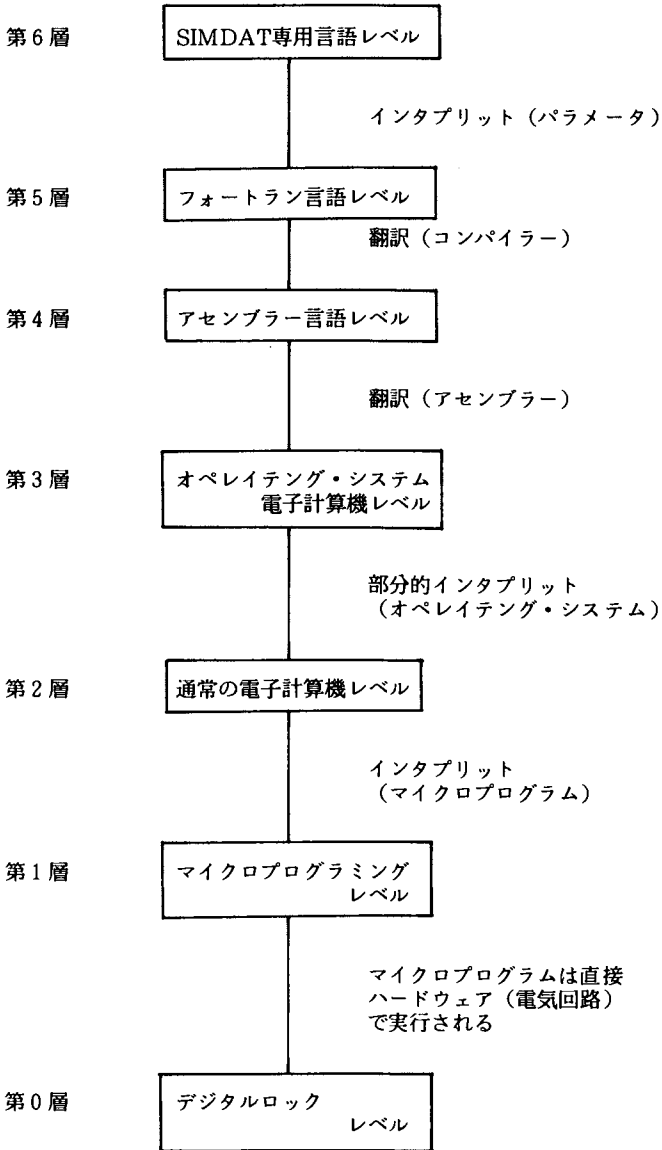 第6層
SIMDAT専用言語レベル
インタプリット(パラメータ)
第5層
フォートラン言語レベル
翻訳(コンパイラー)
第4層
アセンブラー言語レベル
翻訳(アセンブラー)
第3層
オペレイテング・システム
電子計算機レベル
部分的インタプリット
(オペレイテング・システム)
第2層
通常の電子計算機レベル
インタプリット
(マイクロプログラム)
第1層
マイクロプログラミング
レベル
マイクロプログラムは直接
ハードウェア(電気回路)
で実行される
第0層
デジタルロック
レベル